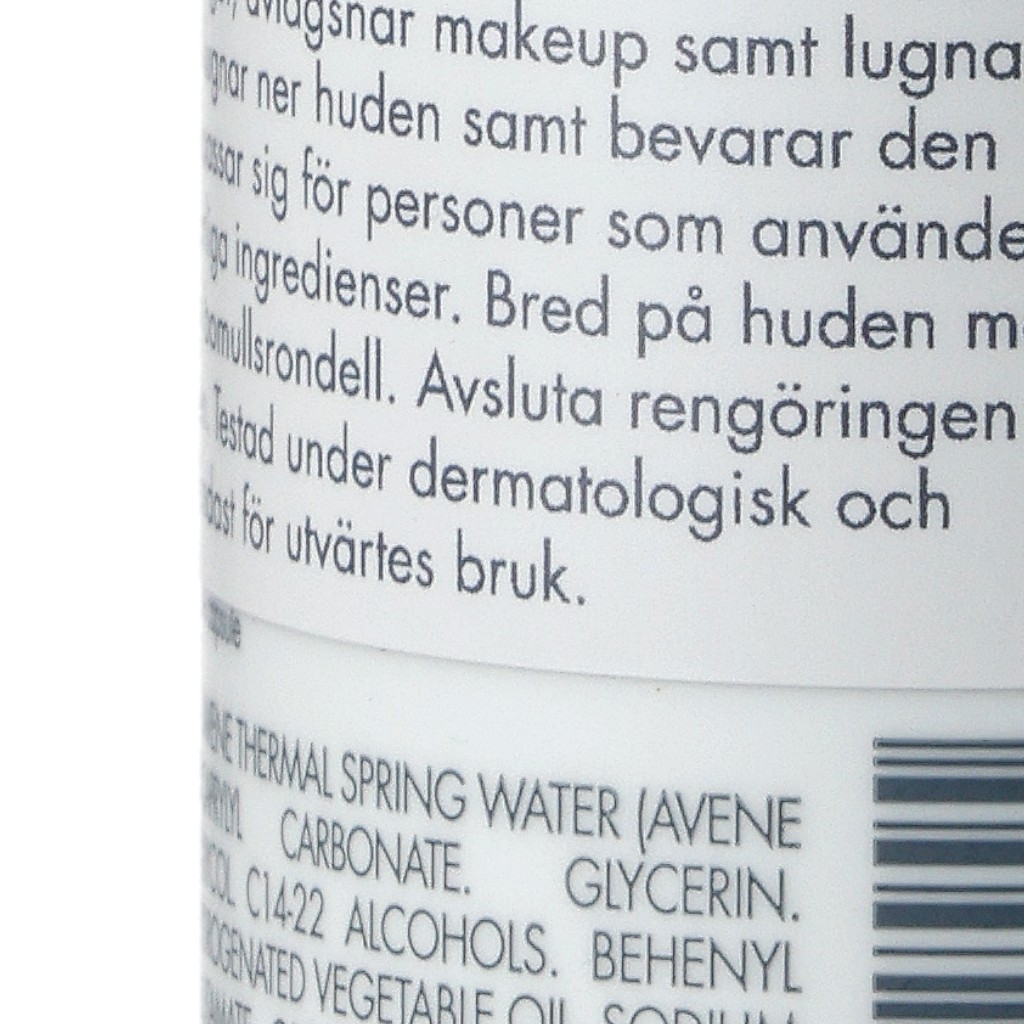 makeup samt lugna
ner huden samt bevarar den
sig för personer som använde
ingredienser. Bred på huden m
Avsluta rengöringen
Testad under dermatologisk och
för utvärtes bruk.
THERMAL SPRING WATER (AVENE
CARBONATE. GLYCERIN.
C14-22 ALCOHOLS. BEHENYL
VEGETABLE OIL. SODIUM